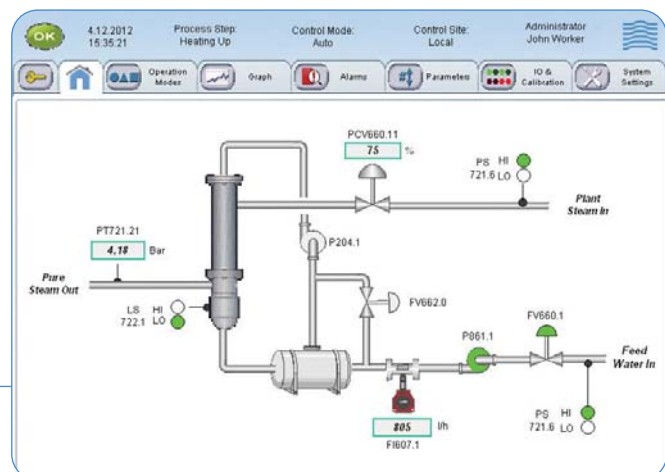 OK
4.12.2012
15:35:21
Process Step:
Heating Up
Control Mode:
Auto
Control Site:
Local
Administrator
John Worker
Operation
Modes
Graph
Alarms
Parameters
IO &
Calibration
System
Settings
PCV660.11
75 %
PS HI
721.6 LO
Plant
Steam In
PT721.21
4,18 Bar
P204.1
Pure
Steam Out
LS HI
722.1 LO
FV662.0
FV660.1
P861.1
Feed
Water In
805 l/h
FI607.1
PS HI
721.6 LO